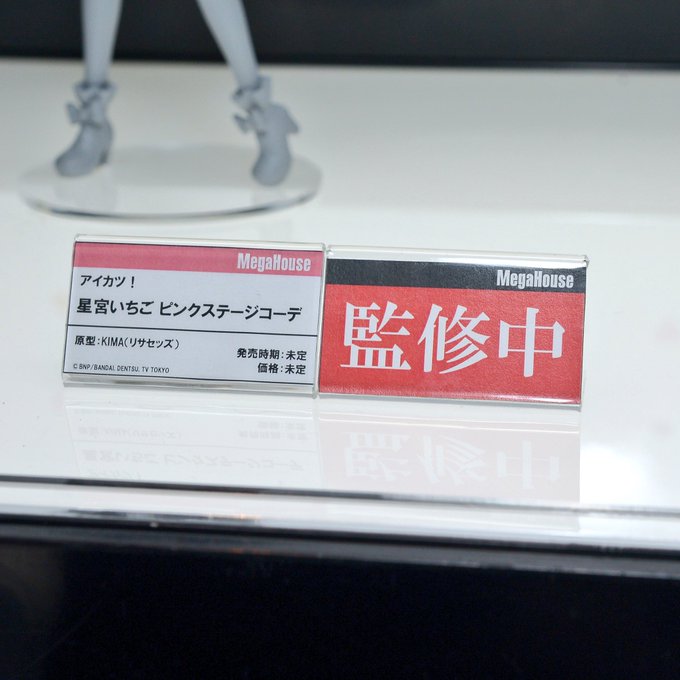 MegaHouse
アイカツ！
星宮いちご ピンクステージコーデ
原型：KIMA（リサセッズ）
発売時期：未定
価格：未定
© BNP/BANDAI, DENTSU, TV TOKYO
MegaHouse
監修中